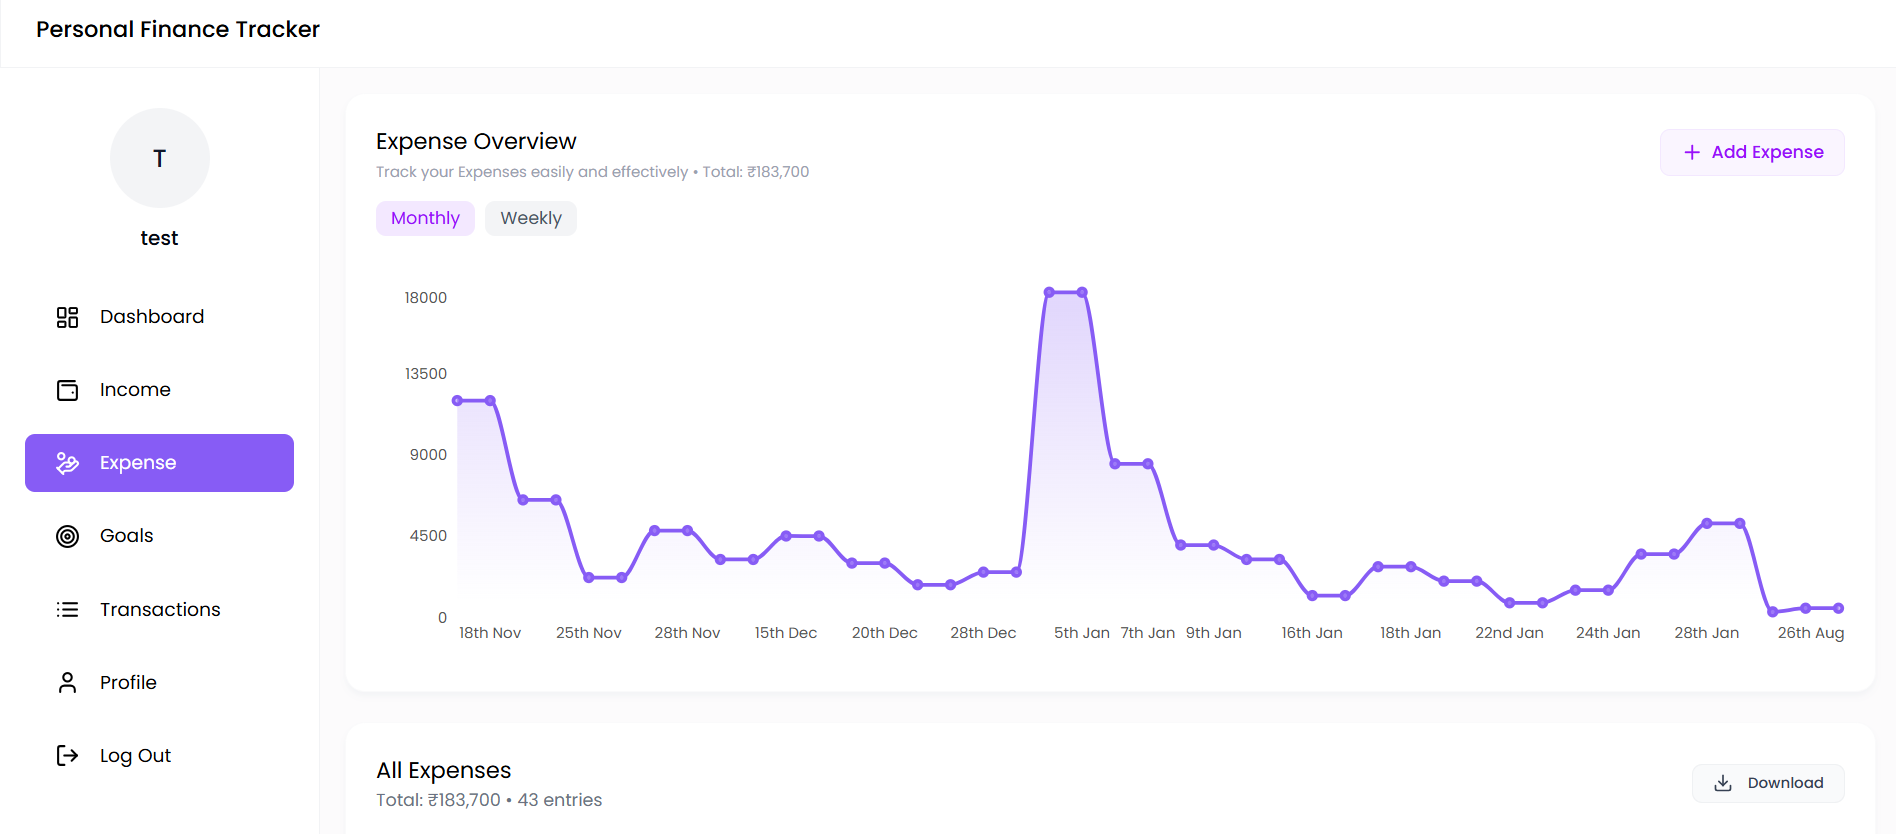 Personal Finance Tracker
T
test
Dashboard
Income
Expense
Goals
Transactions
Profile
Log Out
Expense Overview
Track your Expenses easily and effectively • Total: ₹183,700
Add Expense
Monthly Weekly
18000
13500
9000
4500
0
18th Nov 25th Nov 28th Nov 15th Dec 20th Dec 28th Dec 5th Jan 7th Jan 9th Jan 16th Jan 18th Jan 22nd Jan 24th Jan 28th Jan 26th Aug
All Expenses
Total: ₹183,700 • 43 entries
Download